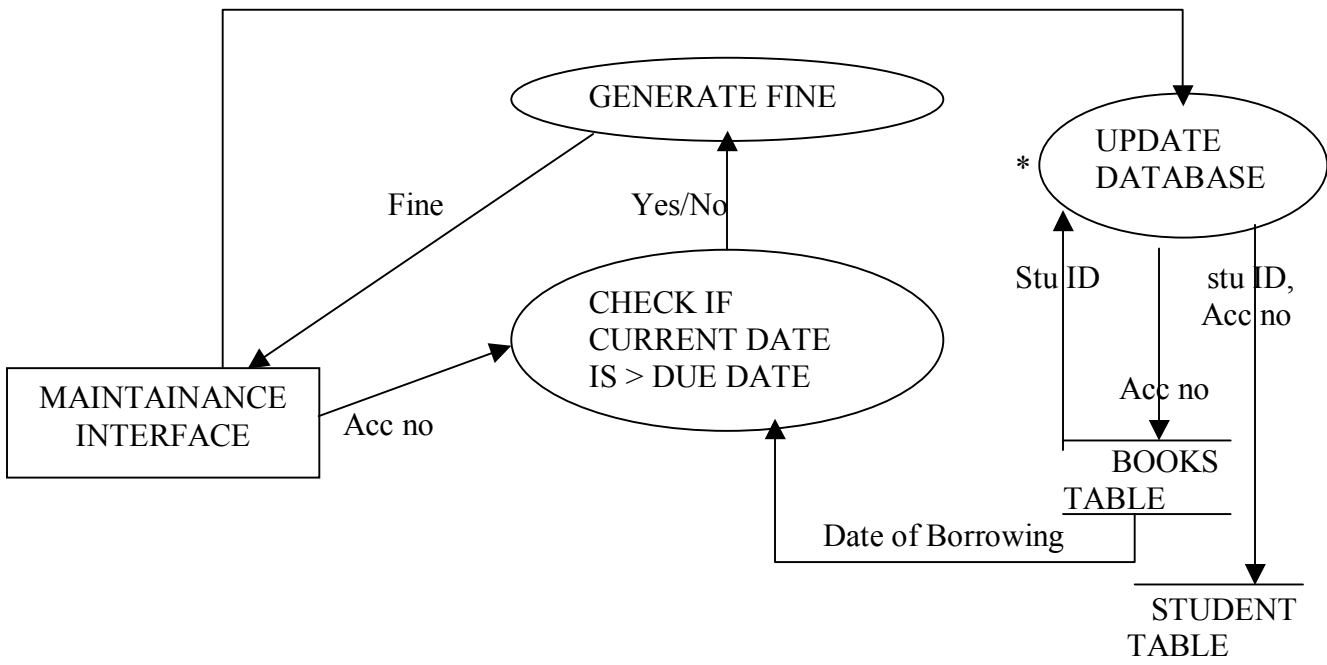 GENERATE FINE
UPDATE
DATABASE
*
Fine
Yes/No
Stu ID
stu ID,
Acc no
CHECK IF
CURRENT DATE
IS > DUE DATE
MAINTAINANCE
INTERFACE
Acc no
Acc no
BOOKS
TABLE
Date of Borrowing
STUDENT
TABLE